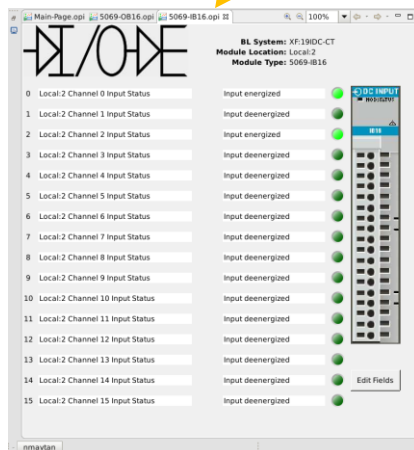 Main-Page.opi 5069-OB16.opi 5069-IB16.opi 100%
DI/ODE
BL System: XF:19IDC-CT
Module Location: Local:2
Module Type: 5069-IB16
0 Local:2 Channel 0 Input Status Input energized
1 Local:2 Channel 1 Input Status Input deenergized
2 Local:2 Channel 2 Input Status Input energized
3 Local:2 Channel 3 Input Status Input deenergized
4 Local:2 Channel 4 Input Status Input deenergized
5 Local:2 Channel 5 Input Status Input deenergized
6 Local:2 Channel 6 Input Status Input deenergized
7 Local:2 Channel 7 Input Status Input deenergized
8 Local:2 Channel 8 Input Status Input deenergized
9 Local:2 Channel 9 Input Status Input deenergized
10 Local:2 Channel 10 Input Status Input deenergized
11 Local:2 Channel 11 Input Status Input deenergized
12 Local:2 Channel 12 Input Status Input deenergized
13 Local:2 Channel 13 Input Status Input deenergized
14 Local:2 Channel 14 Input Status Input deenergized
15 Local:2 Channel 15 Input Status Input deenergized
DC INPUT
IB16
Edit Fields
nmaytan